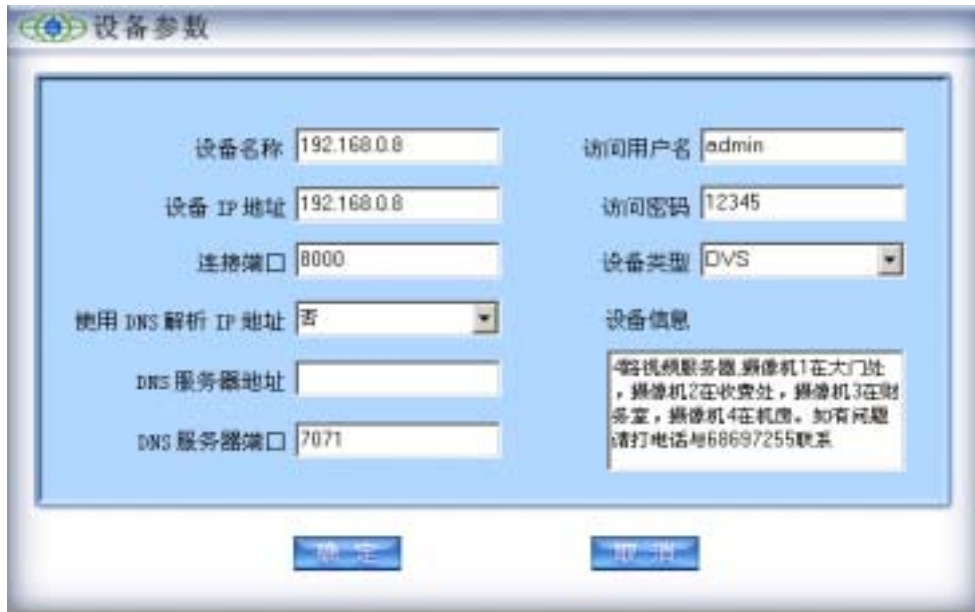 设备参数
设备名称 192.168.0.8
访问用户名 admin
设备 IP 地址 192.168.0.8
访问密码 12345
连接端口 8000
设备类型 DVS
使用 DNS 解析 IP 地址 否
设备信息
DNS 服务器地址
DNS 服务器端口 7071
4路视频服务器,摄像机1在大门处
，摄像机2在收费处，摄像机3在财
务室，摄像机4在机房。如有问题
请打电话与68697255联系
确 定
取 消